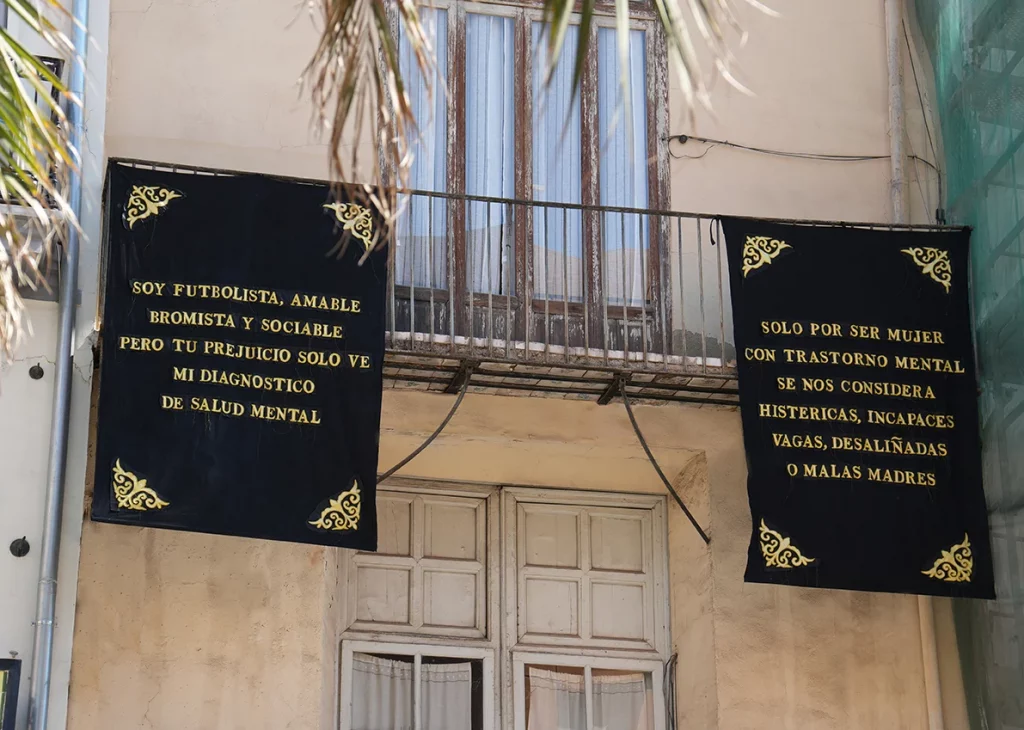 SOY FUTBOLISTA, AMABLE
BROMISTA Y SOCIABLE
PERO TU PREJUICIO SOLO VE
MI DIAGNOSTICO
DE SALUD MENTAL
SOLO POR SER MUJER
CON TRASTORNO MENTAL
SE NOS CONSIDERA
HISTERICAS, INCAPACES
VAGAS, DESALIÑADAS
O MALAS MADRES